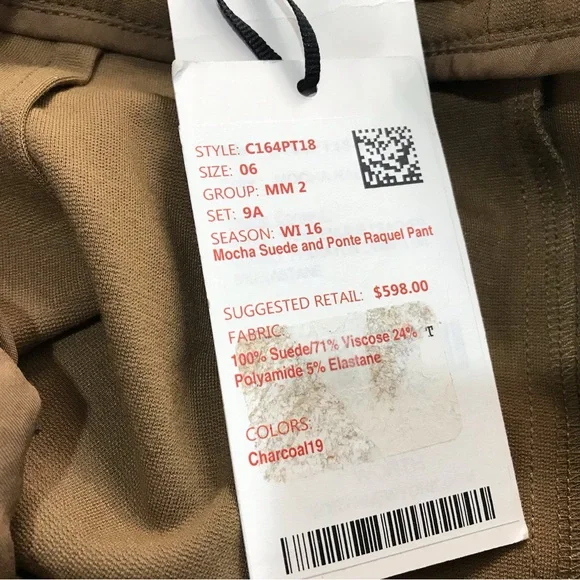 STYLE: C164PT18
SIZE: 06
GROUP: MM 2
SET: 9A
SEASON: WI 16
Mocha Suede and Ponte Raquel Pant
SUGGESTED RETAIL: $598.00
FABRIC:
100% Suede/71% Viscose 24% T
Polyamide 5% Elastane
COLORS:
Charcoal19